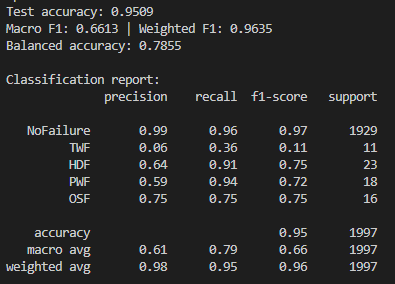 Test accuracy: 0.9509
Macro F1: 0.6613 | Weighted F1: 0.9635
Balanced accuracy: 0.7855
Classification report:
precision recall f1-score support
NoFailure 0.99 0.96 0.97 1929
TWF 0.06 0.36 0.11 11
HDF 0.64 0.91 0.75 23
PWF 0.59 0.94 0.72 18
OSF 0.75 0.75 0.75 16
accuracy 0.95 1997
macro avg 0.61 0.79 0.66 1997
weighted avg 0.98 0.95 0.96 1997